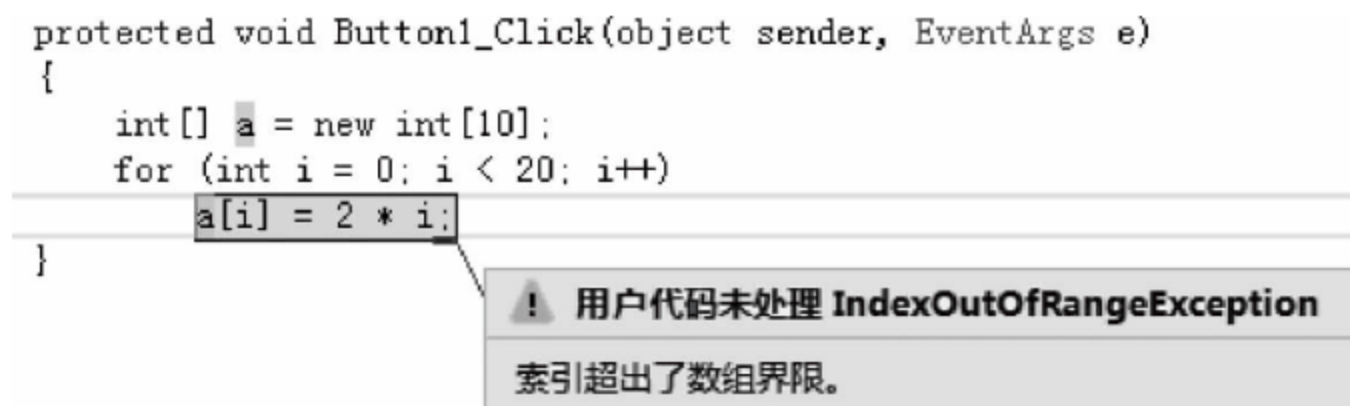 protected void Button1_Click(object sender, EventArgs e)
{
int[] a = new int[10];
for (int i = 0; i < 20; i++)
a[i] = 2 * i;
}
! 用户代码未处理 IndexOutOfRangeException
索引超出了数组界限。